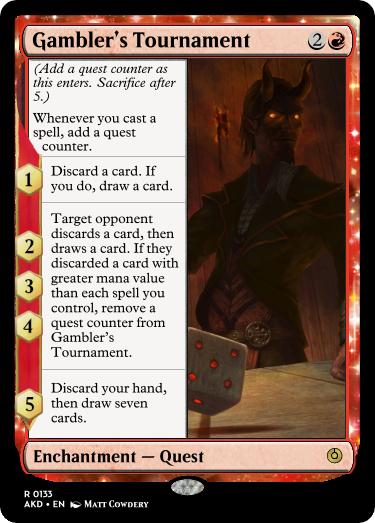 Gambler's Tournament 2
(Add a quest counter as
this enters. Sacrifice after
5.)
Whenever you cast a
spell, add a quest
counter.
1 Discard a card. If
you do, draw a card.
Target opponent
discards a card, then
2 draws a card. If they
discarded a card with
3 greater mana value
than each spell you
4 control, remove a
quest counter from
Gambler's
Tournament.
5 Discard your hand,
then draw seven
cards.
Enchantment — Quest
R 0133
AKD • EN Matt Cowdery